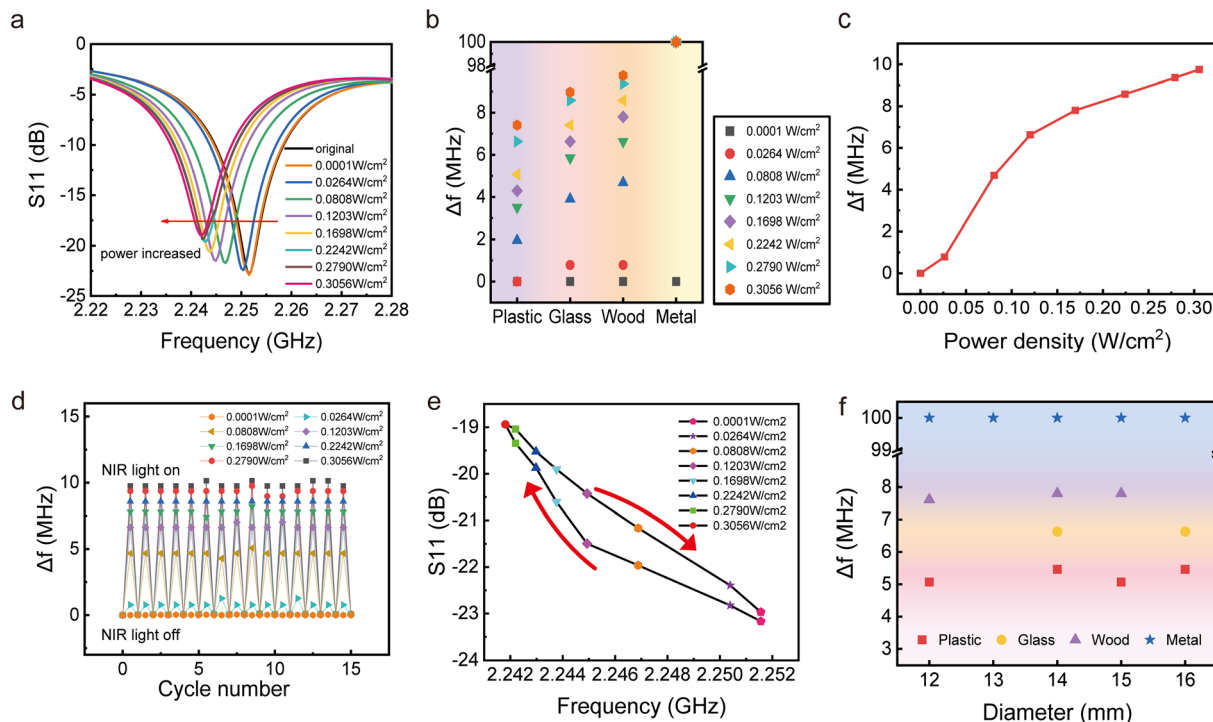 a
0
-5
-10
-15
-20
-25
S11 (dB)
original
0.0001W/cm²
0.0264W/cm²
0.0808W/cm²
0.1203W/cm²
0.1698W/cm²
0.2242W/cm²
0.2790W/cm²
0.3056W/cm²
power increased
2.22 2.23 2.24 2.25 2.26 2.27 2.28
Frequency (GHz)
b
100
98
8
6
4
2
0
Δf (MHz)
Plastic Glass Wood Metal
0.0001 W/cm²
0.0264 W/cm²
0.0808 W/cm²
0.1203 W/cm²
0.1698 W/cm²
0.2242 W/cm²
0.2790 W/cm²
0.3056 W/cm²
c
10
8
6
4
2
0
Δf (MHz)
0.00 0.05 0.10 0.15 0.20 0.25 0.30
Power density (W/cm²)
d
15
10
5
0
Δf (MHz)
0.0001W/cm² 0.0264W/cm²
0.0808W/cm² 0.1203W/cm²
0.1698W/cm² 0.2242W/cm²
0.2790W/cm² 0.3056W/cm²
NIR light on
NIR light off
0 5 10 15
Cycle number
e
-19
-20
-21
-22
-23
-24
S11 (dB)
0.0001W/cm2
0.0264W/cm2
0.0808W/cm2
0.1203W/cm2
0.1698W/cm2
0.2242W/cm2
0.2790W/cm2
0.3056W/cm2
2.242 2.244 2.246 2.248 2.250 2.252
Frequency (GHz)
f
100
99
8
7
6
5
4
3
Δf (MHz)
Plastic Glass Wood Metal
12 13 14 15 16
Diameter (mm)